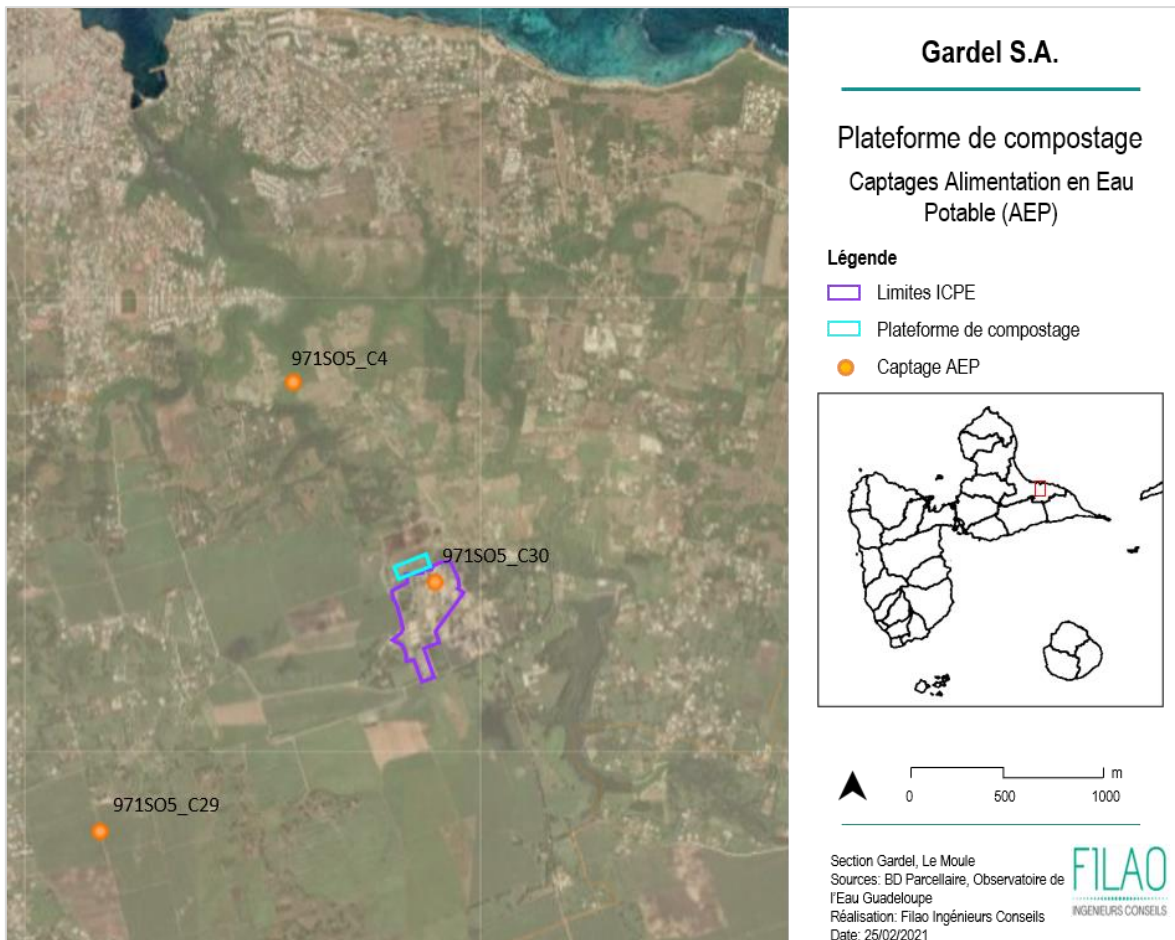 971SO5_C4
971SO5_C30
971SO5_C29
Gardel S.A.
Plateforme de compostage
Captages Alimentation en Eau
Potable (AEP)
Légende
Limites ICPE
Plateforme de compostage
Captage AEP
m
0 500 1000
Section Gardel, Le Moule
Sources: BD Parcellaire, Observatoire de
l'Eau Guadeloupe
Réalisation: Filao Ingénieurs Conseils
Date: 25/02/2021
FILAO
INGENIEURS CONSEILS